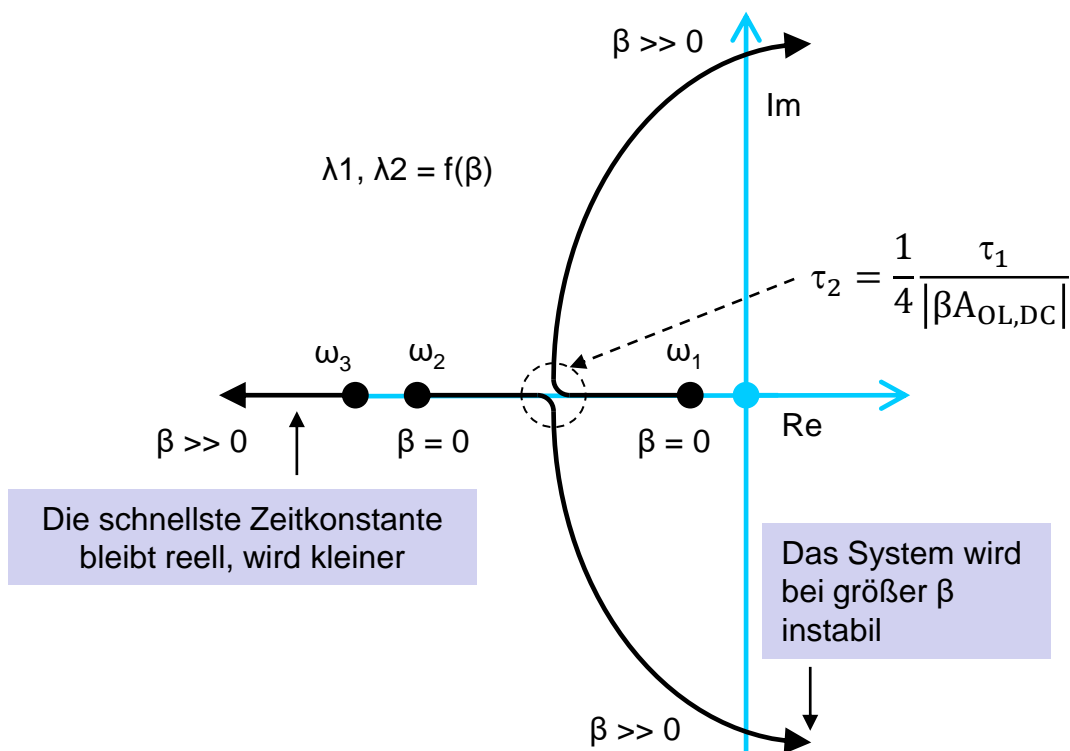 β >> 0
Im
λ1, λ2 = f(β)
τ₂ = 1/4 τ₁/|βA_OL,DC|
ω₃
ω₂
ω₁
β >> 0
β = 0
β = 0
Re
Die schnellste Zeitkonstante
bleibt reell, wird kleiner
Das System wird
bei größer β
instabil
β >> 0